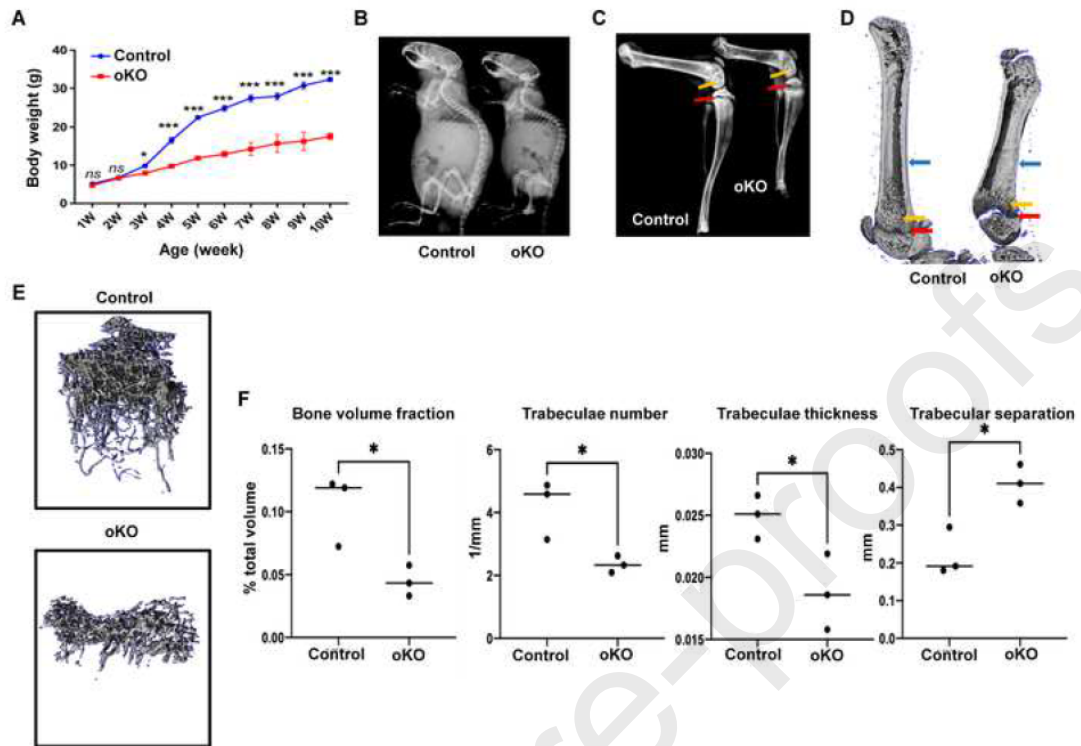 A
Control
oKO
Body weight (g)
40
30
20
10
0
ns
ns
*
***
***
***
***
***
***
***
1W
2W
3W
4W
5W
6W
7W
8W
9W
10W
Age (week)
B
Control
oKO
C
Control
oKO
D
Control
oKO
E
Control
oKO
F
Bone volume fraction
% total volume
0.15
0.10
0.05
0.00
*
Control
oKO
Trabeculae number
1/mm
6
4
2
0
*
Control
oKO
Trabeculae thickness
mm
0.030
0.025
0.020
0.015
*
Control
oKO
Trabecular separation
mm
0.5
0.4
0.3
0.2
0.1
0.0
*
Control
oKO
e-proofs